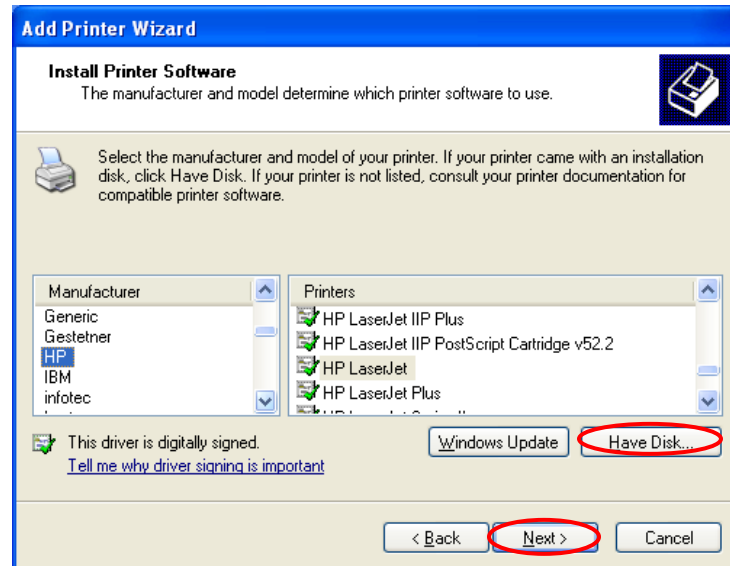 Add Printer Wizard
Install Printer Software
The manufacturer and model determine which printer software to use.
Select the manufacturer and model of your printer. If your printer came with an installation
disk, click Have Disk. If your printer is not listed, consult your printer documentation for
compatible printer software.
Manufacturer
Generic
Gestetner
HP
IBM
infotec
Printers
HP LaserJet IIP Plus
HP LaserJet IIP PostScript Cartridge v52.2
HP LaserJet
HP LaserJet Plus
This driver is digitally signed.
Tell me why driver signing is important
Windows Update
Have Disk...
< Back
Next >
Cancel